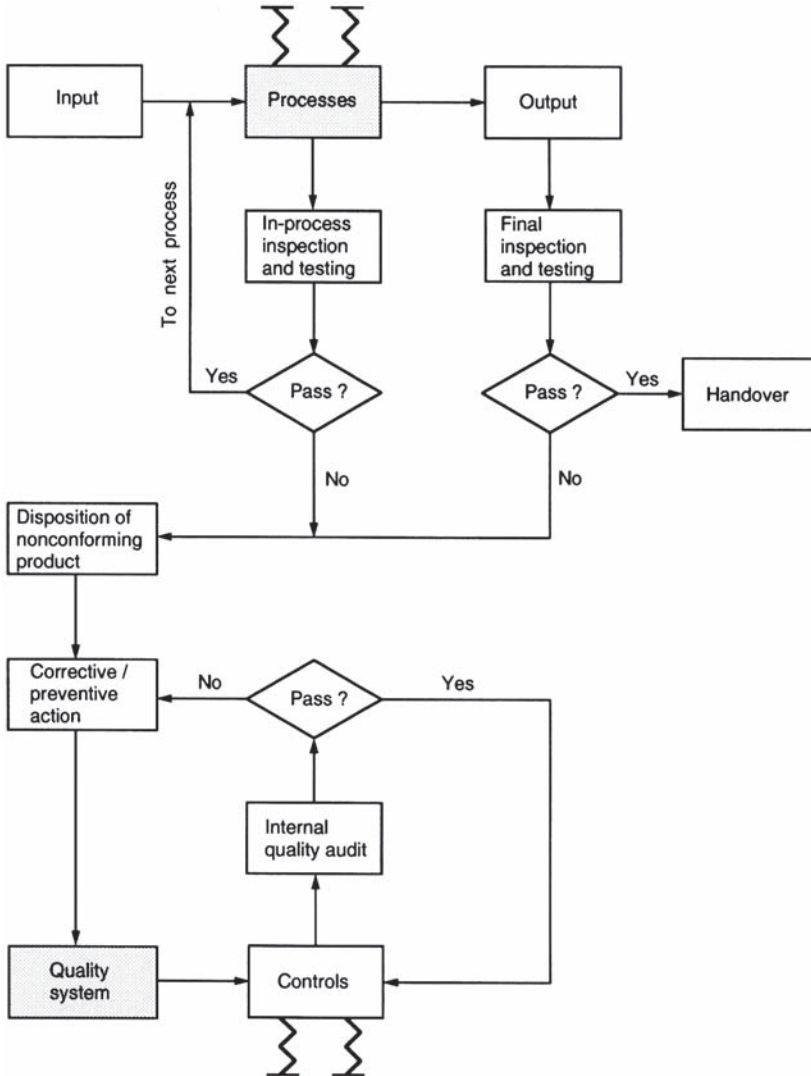 Input
Processes
Output
To next process
In-process
inspection
and testing
Final
inspection
and testing
Yes
Pass ?
Pass ?
Yes
Handover
No
No
Disposition of
nonconforming
product
Corrective /
preventive
action
No
Pass ?
Yes
Internal
quality audit
Quality
system
Controls